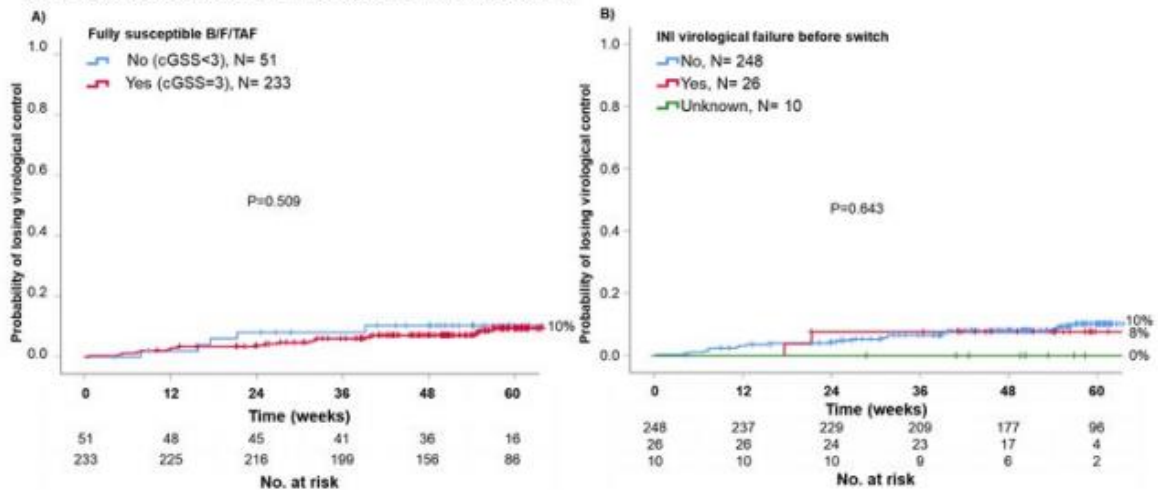 A)
Fully susceptible B/F/TAF
No (cGSS<3), N= 51
Yes (cGSS=3), N= 233
Probability of losing virological control
1.0
0.8
0.6
0.4
0.2
0.0
P=0.509
10%
0 12 24 36 48 60
Time (weeks)
51 48 45 41 36 16
233 225 216 199 156 86
No. at risk
B)
INI virological failure before switch
No, N= 248
Yes, N= 26
Unknown, N= 10
Probability of losing virological control
1.0
0.8
0.6
0.4
0.2
0.0
P=0.643
10%
8%
0%
0 12 24 36 48 60
Time (weeks)
248 237 229 209 177 96
26 26 24 23 17 4
10 10 10 9 6 2
No. at risk